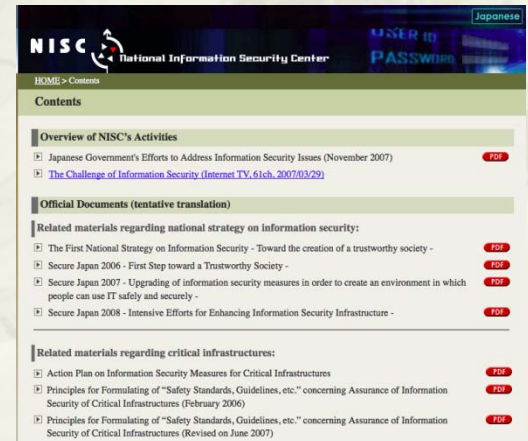 Japanese
USER ID
PASSWORD
NISC
National Information Security Center
HOME > Contents
Contents
Overview of NISC's Activities
Japanese Government's Efforts to Address Information Security Issues (November 2007) PDF
The Challenge of Information Security (Internet TV, 61ch, 2007/03/29)
Official Documents (tentative translation)
Related materials regarding national strategy on information security:
The First National Strategy on Information Security - Toward the creation of a trustworthy society - PDF
Secure Japan 2006 - First Step toward a Trustworthy Society - PDF
Secure Japan 2007 - Upgrading of information security measures in order to create an environment in which PDF
people can use IT safely and securely -
Secure Japan 2008 - Intensive Efforts for Enhancing Information Security Infrastructure - PDF
Related materials regarding critical infrastructures:
Action Plan on Information Security Measures for Critical Infrastructures PDF
Principles for Formulating of "Safety Standards, Guidelines, etc." concerning Assurance of Information PDF
Security of Critical Infrastructures (February 2006)
Principles for Formulating of "Safety Standards, Guidelines, etc." concerning Assurance of Information PDF
Security of Critical Infrastructures (Revised on June 2007)